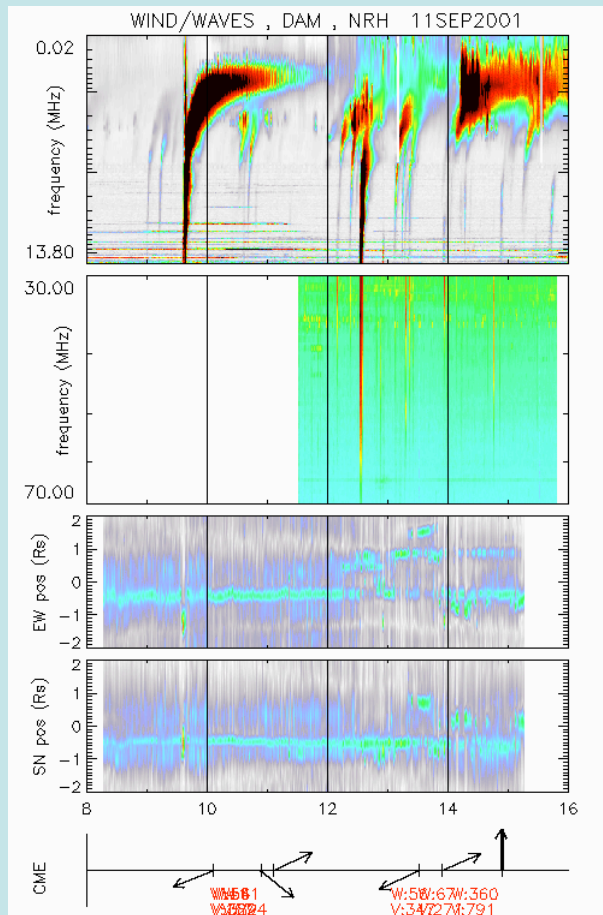 WIND/WAVES , DAM , NRH 11SEP2001
0.02
frequency (MHz)
13.80
30.00
frequency (MHz)
70.00
2
1
0
-1
-2
EW pos (Rs)
2
1
0
-1
-2
SN pos (Rs)
8 10 12 14 16
CME
W:360
V:791